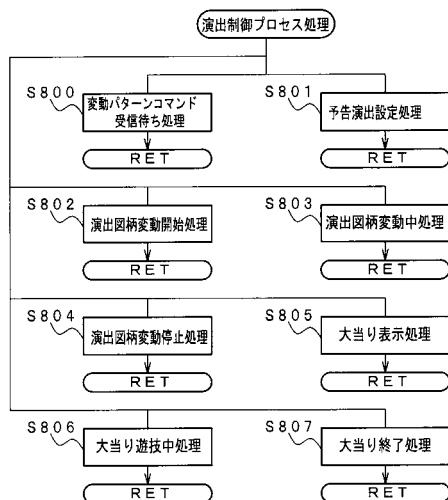 演出制御プロセス処理
S800
変動パターンコマンド
受信待ち処理
RET
S801
予告演出設定処理
RET
S802
演出図柄変動開始処理
RET
S803
演出図柄変動中処理
RET
S804
演出図柄変動停止処理
RET
S805
大当り表示処理
RET
S806
大当り遊技中処理
RET
S807
大当り終了処理
RET